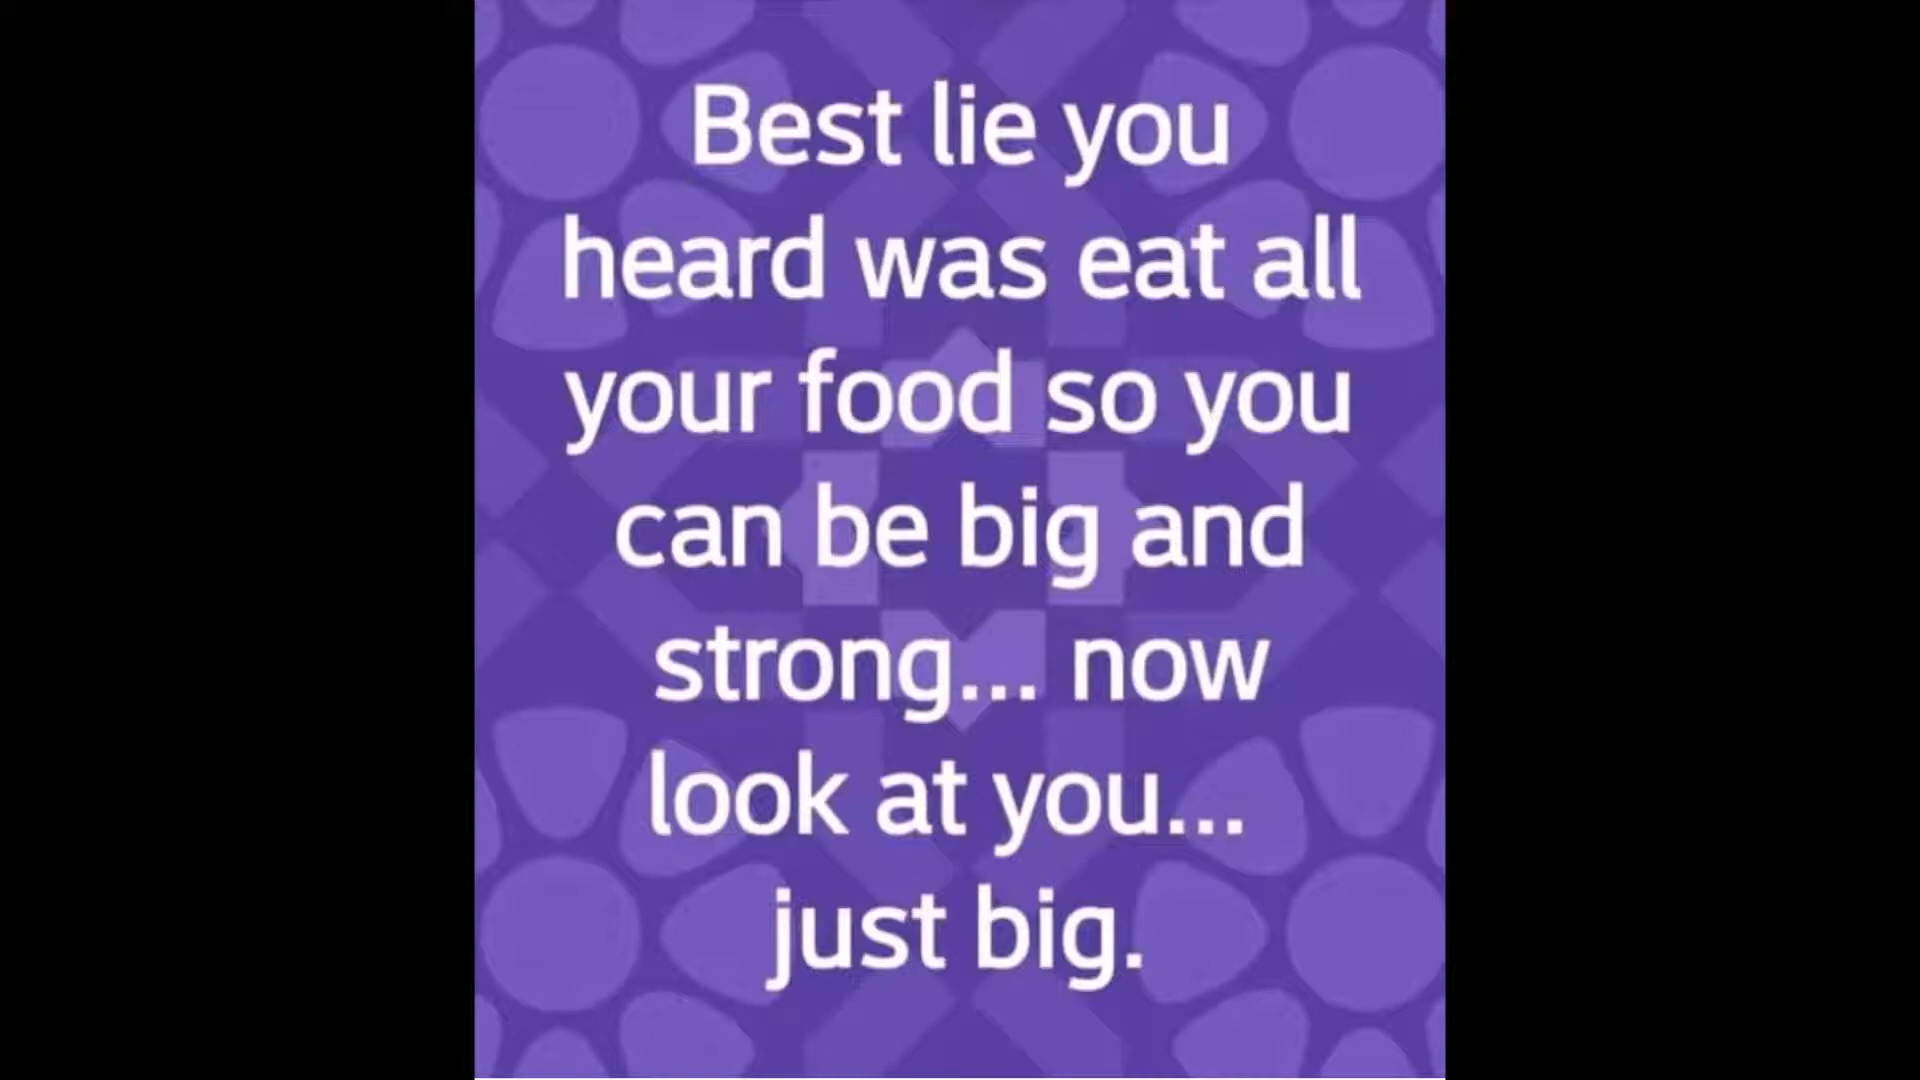 Best lie you
heard was eat all
your food so you
can be big and
strong... now
look at you...
just big.